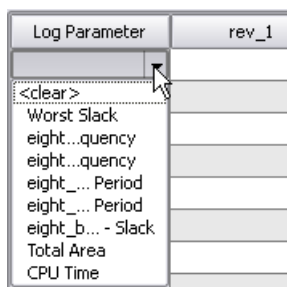 Log Parameter rev_1
<clear>
Worst Slack
eight...quency
eight...quency
eight_... Period
eight_... Period
eight_b... - Slack
Total Area
CPU Time